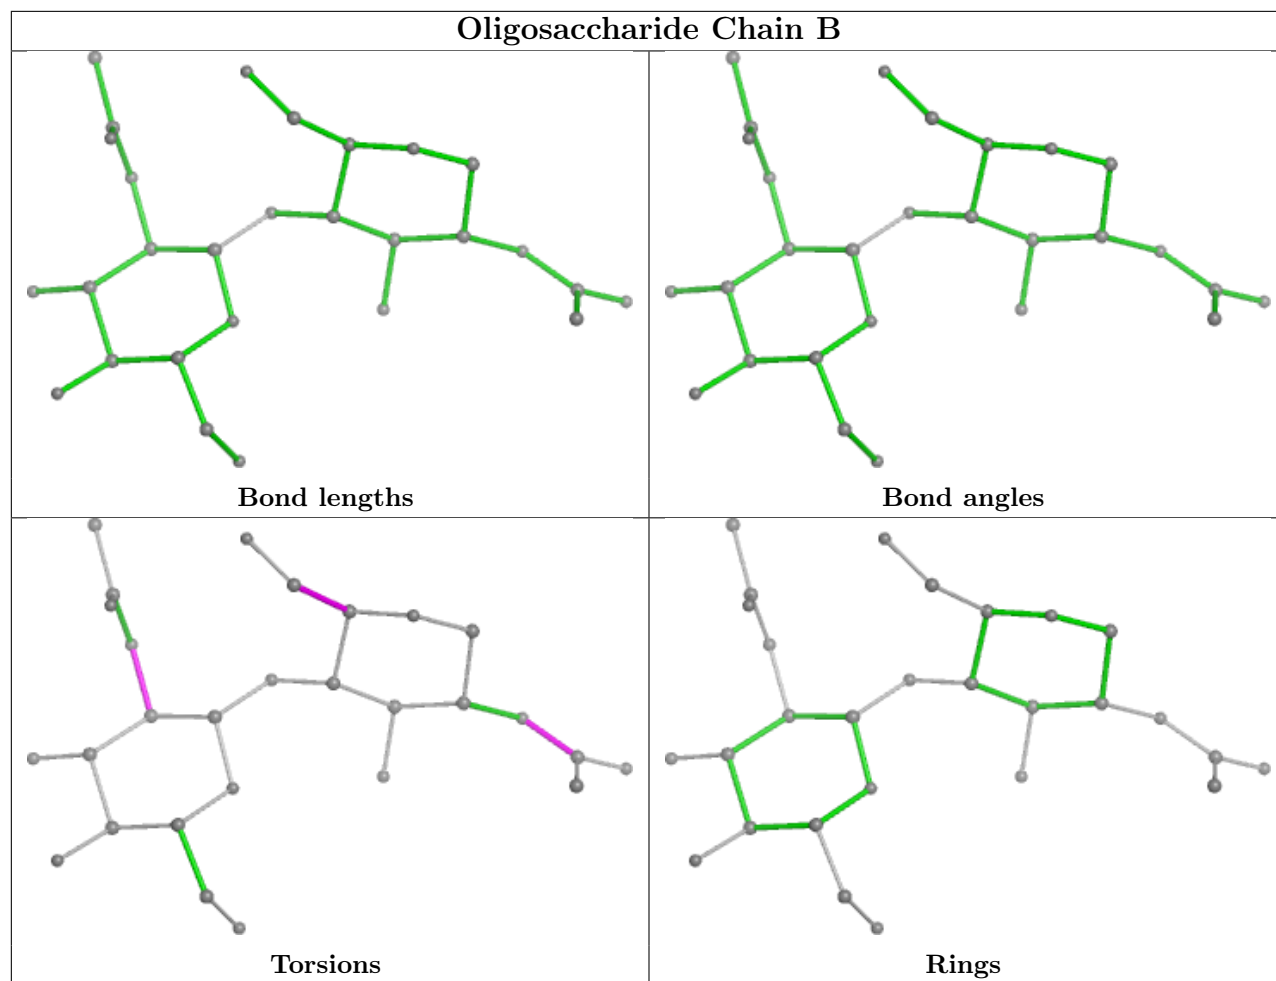 Oligosaccharide Chain B
Bond lengths
Bond angles
Torsions
Rings